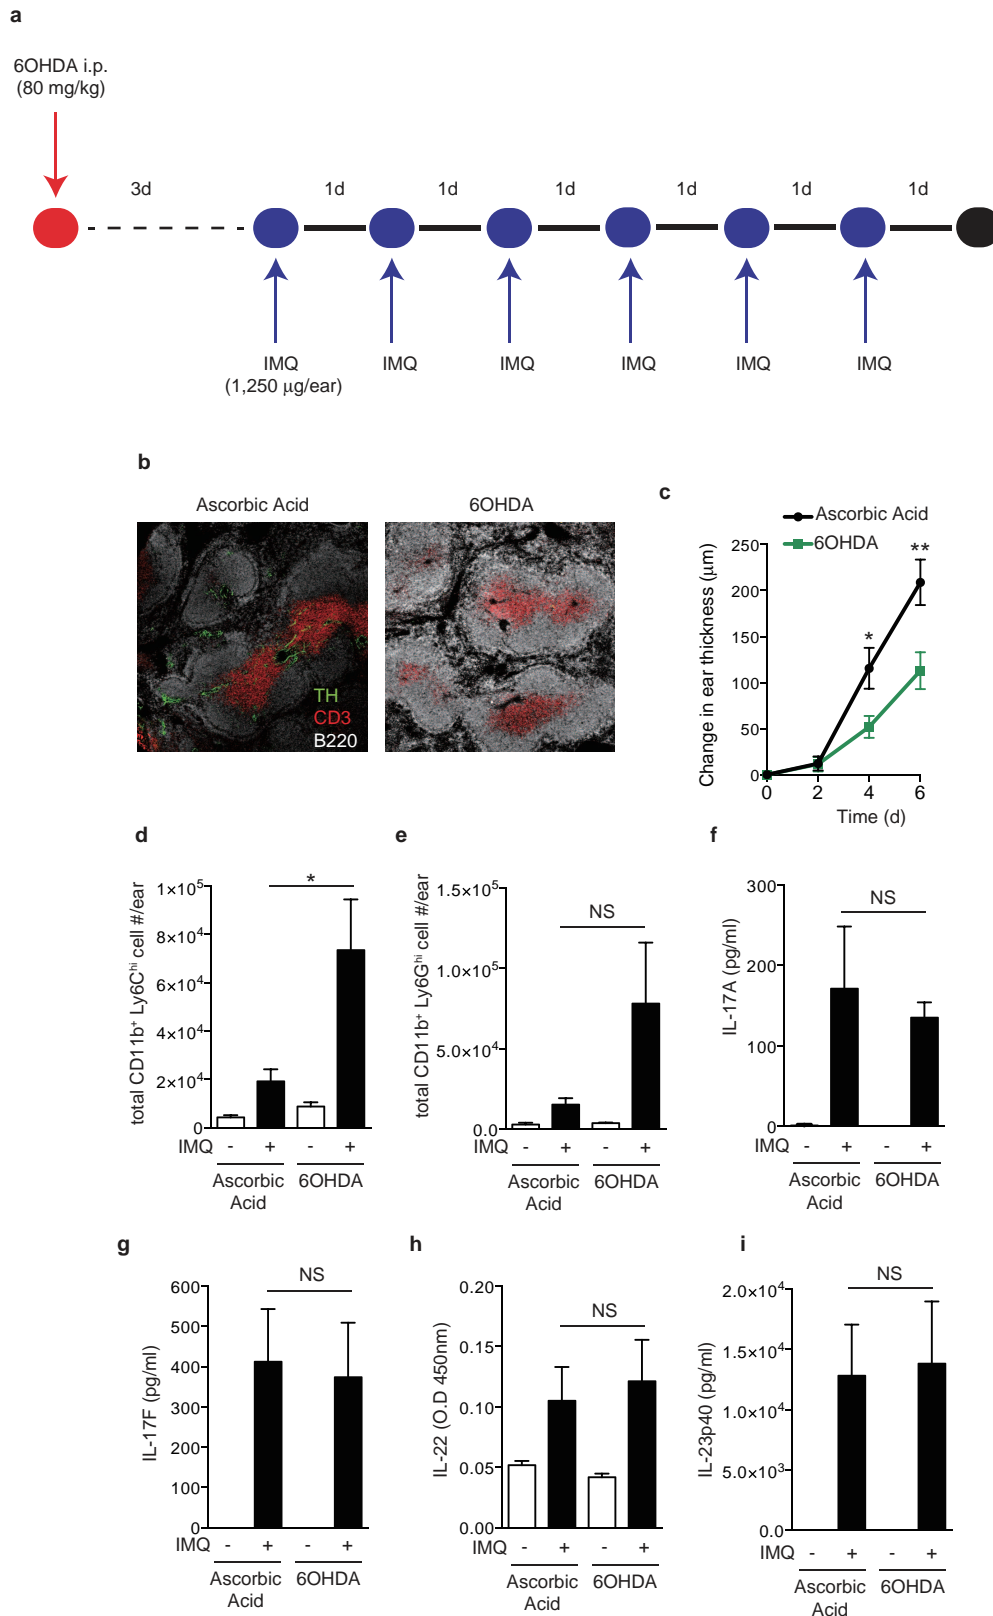 a
6OHDA i.p.
(80 mg/kg)
3d
1d
1d
1d
1d
1d
1d
IMQ
(1,250 μg/ear)
IMQ
IMQ
IMQ
IMQ
IMQ
b
Ascorbic Acid
6OHDA
TH
CD3
B220
c
Ascorbic Acid
6OHDA
Change in ear thickness (μm)
250
200
150
100
50
0
*
**
0
2
4
6
Time (d)
d
total CD11b⁺ Ly6Cʰⁱ cell #/ear
1×10⁵
8×10⁴
6×10⁴
4×10⁴
2×10⁴
0
*
IMQ - + - +
Ascorbic
Acid
6OHDA
e
total CD11b⁺ Ly6Gʰⁱ cell #/ear
1.5×10⁵
1.0×10⁵
5.0×10⁴
0.0
NS
IMQ - + - +
Ascorbic
Acid
6OHDA
f
IL-17A (pg/ml)
300
200
100
0
NS
IMQ - + - +
Ascorbic
Acid
6OHDA
g
IL-17F (pg/ml)
600
500
400
300
200
100
0
NS
IMQ - + - +
Ascorbic
Acid
6OHDA
h
IL-22 (O.D 450nm)
0.20
0.15
0.10
0.05
0.00
NS
IMQ - + - +
Ascorbic
Acid
6OHDA
i
IL-23p40 (pg/ml)
2.0×10⁴
1.5×10⁴
1.0×10⁴
5.0×10³
0.0
NS
IMQ - + - +
Ascorbic
Acid
6OHDA